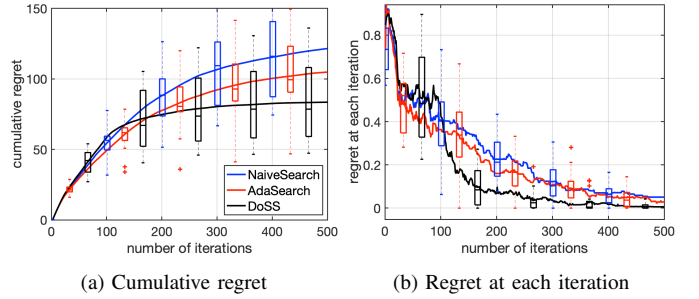 150
100
50
0
cumulative regret
0 100 200 300 400 500
number of iterations
NaiveSearch
AdaSearch
DoSS
(a) Cumulative regret
0.8
0.6
0.4
0.2
0
regret at each iteration
0 100 200 300 400 500
number of iterations
(b) Regret at each iteration